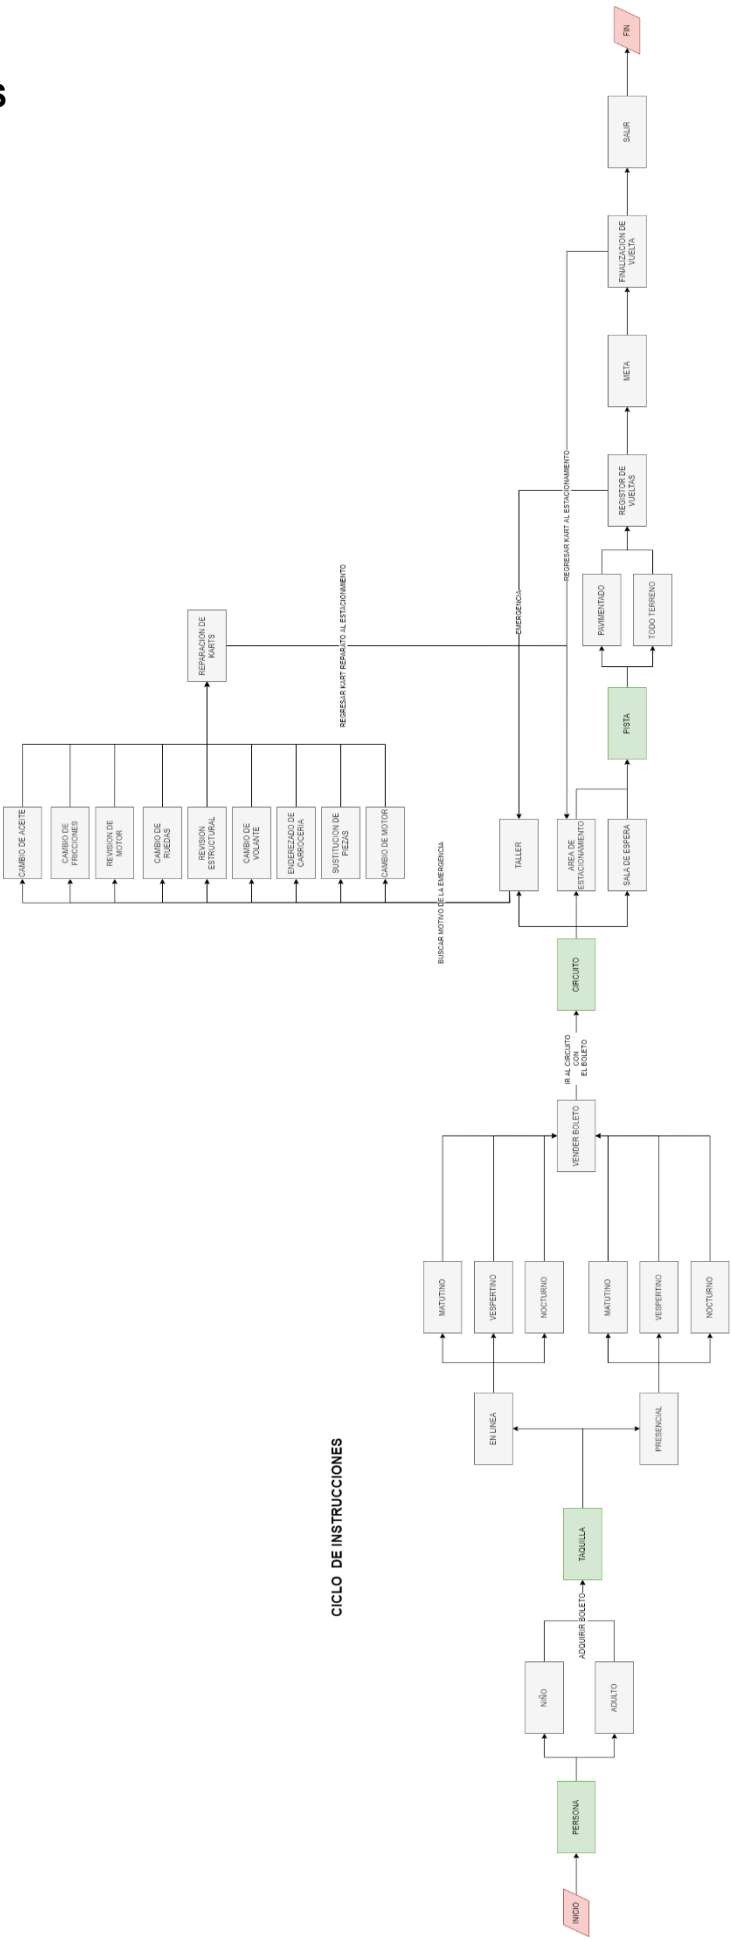 S
CICLO DE INSTRUCCIONES
INICIO
PERSONA
NIÑO
ADULTO
ADQUIRIR BOLETO
TAQUILLA
EN LINEA
PRESENCIAL
MATUTINO
VESPERTINO
NOCTURNO
MATUTINO
VESPERTINO
NOCTURNO
VENDER BOLETO
IR AL CIRCUITO
CON
EL BOLETO
CIRCUITO
TALLER
AREA DE
ESTACIONAMIENTO
SALA DE ESPERA
BUSCAR MOTIVO DE LA EMERGENCIA
CAMBIO DE ACEITE
CAMBIO DE
FRICCIONES
REVISION DE
MOTOR
CAMBIO DE
RUEDAS
REVISION
ESTRUCTURAL
CAMBIO DE
VOLANTE
ENDEREZADO DE
CARROCERIA
SUSTITUCION DE
PIEZAS
CAMBIO DE MOTOR
REPARACION DE
KARTS
REGRESAR KART REPARATO AL ESTACIONMIENTO
PISTA
PAVIMENTADO
TODO TERRENO
EMERGENCIA
REGISTOR DE
VUELTAS
REGRESAR KART AL ESTACIONAMIENTO
META
FINALIZACION DE
VUELTA
SALIR
FIN